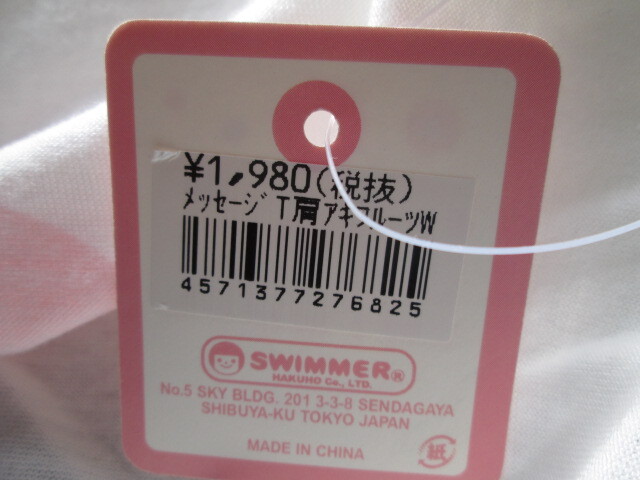 ¥1,980(税抜)
ﾒｯｾｰｼﾞ T肩ｱｷﾌﾙｰﾂW
4571377276825
SWIMMER®
HAKUHO Co., LTD.
No.5 SKY BLDG. 201 3-3-8 SENDAGAYA
SHIBUYA-KU TOKYO JAPAN
MADE IN CHINA
紙